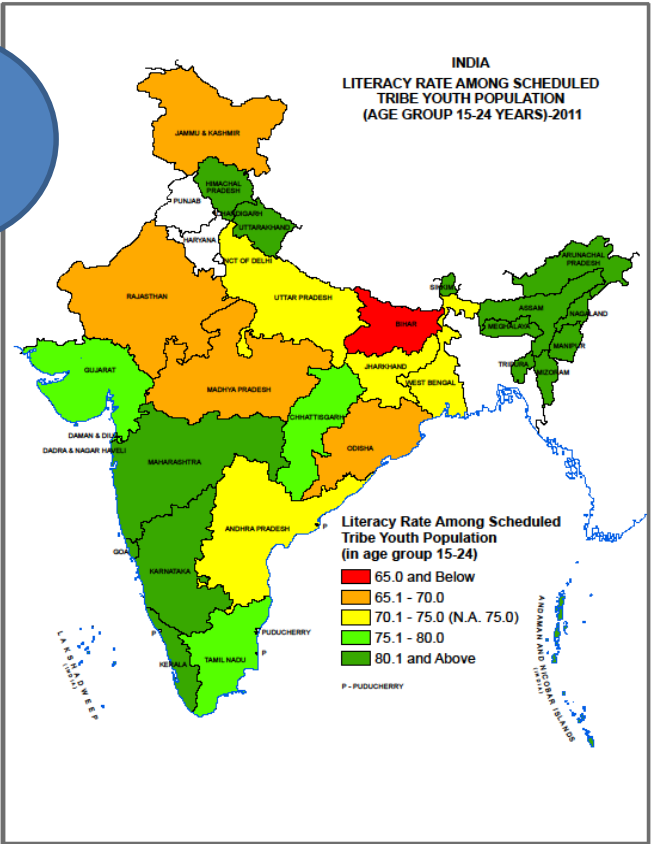 INDIA
LITERACY RATE AMONG SCHEDULED
TRIBE YOUTH POPULATION
(AGE GROUP 15-24 YEARS)-2011
JAMMU & KASHMIR
HIMACHAL
PRADESH
PUNJAB
CHANDIGARH
UTTARAKHAND
HARYANA
NCT OF DELHI
ARUNACHAL
PRADESH
SIKKIM
RAJASTHAN
UTTAR PRADESH
ASSAM
NAGALAND
BIHAR
MEGHALAYA
MANIPUR
TRIPURA
MIZORAM
GUJARAT
JHARKHAND
WEST BENGAL
MADHYA PRADESH
CHHATTISGARH
DAMAN & DIU
DADRA & NAGAR HAVELI
ODISHA
MAHARASHTRA
ANDHRA PRADESH
P
GOA
KARNATAKA
P
PUDUCHERRY
P
KERALA
TAMIL NADU
LAKSHADWEEP
(INDIA)
ANDAMAN AND NICOBAR ISLANDS
(INDIA)
Literacy Rate Among Scheduled
Tribe Youth Population
(in age group 15-24)
65.0 and Below
65.1 - 70.0
70.1 - 75.0 (N.A. 75.0)
75.1 - 80.0
80.1 and Above
P - PUDUCHERRY